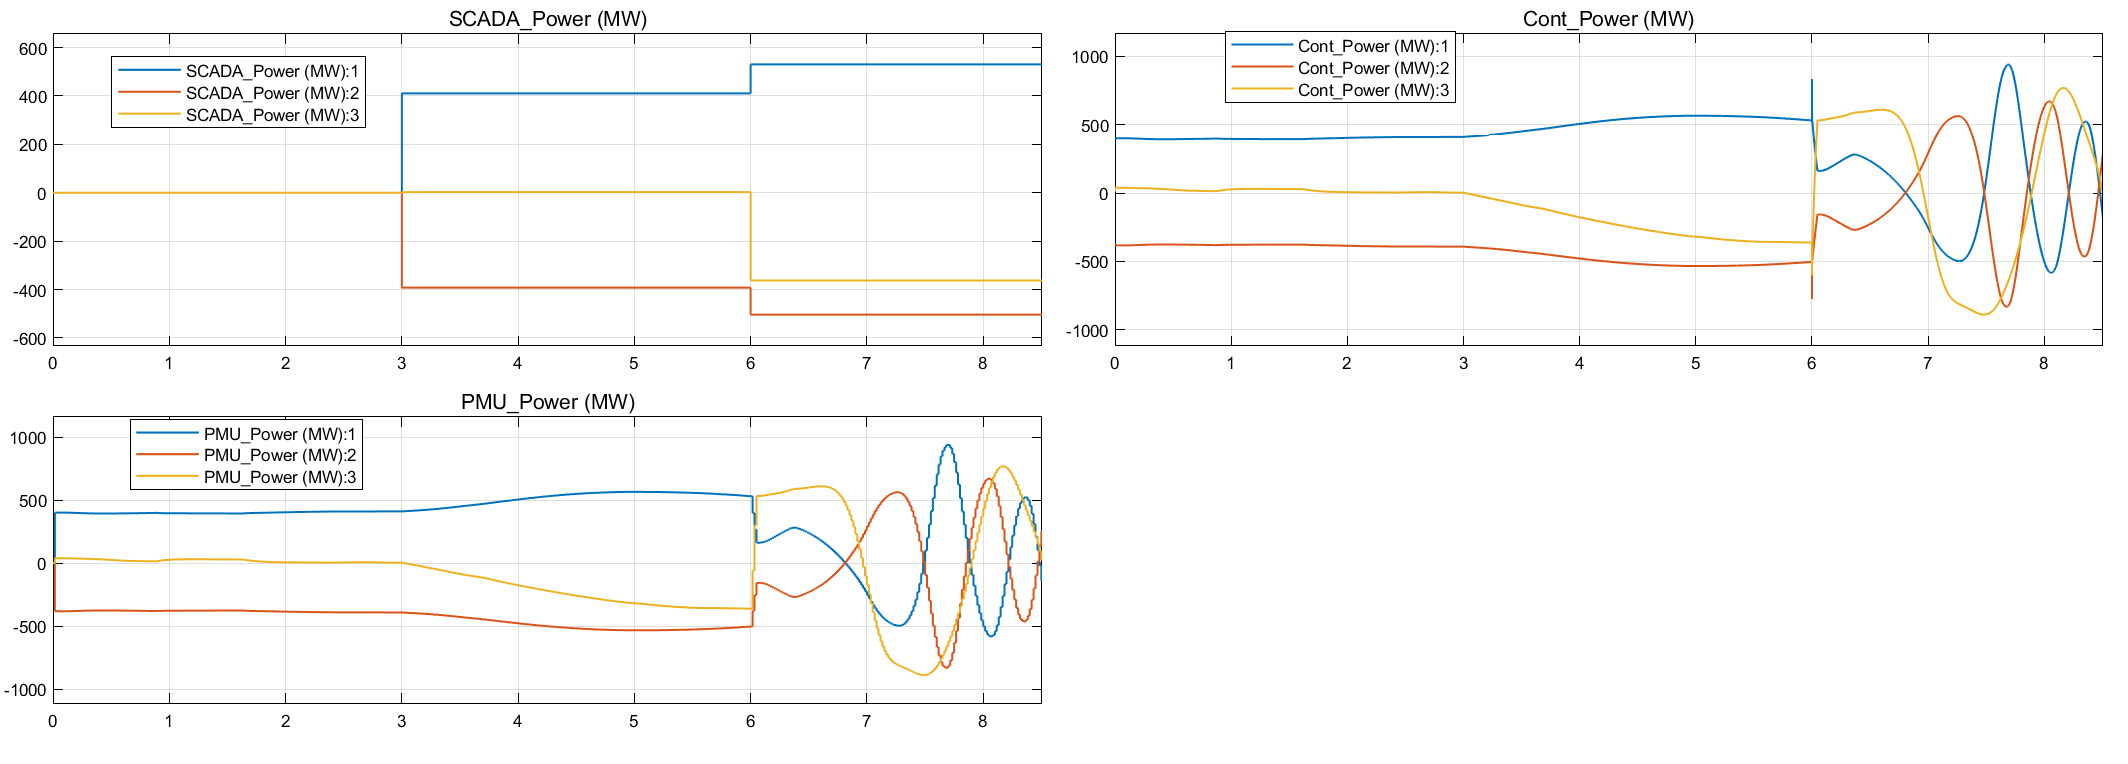 SCADA_Power (MW)
600
400
200
0
-200
-400
-600
SCADA_Power (MW):1
SCADA_Power (MW):2
SCADA_Power (MW):3
0 1 2 3 4 5 6 7 8
Cont_Power (MW)
1000
500
0
-500
-1000
Cont_Power (MW):1
Cont_Power (MW):2
Cont_Power (MW):3
0 1 2 3 4 5 6 7 8
PMU_Power (MW)
1000
500
0
-500
-1000
PMU_Power (MW):1
PMU_Power (MW):2
PMU_Power (MW):3
0 1 2 3 4 5 6 7 8